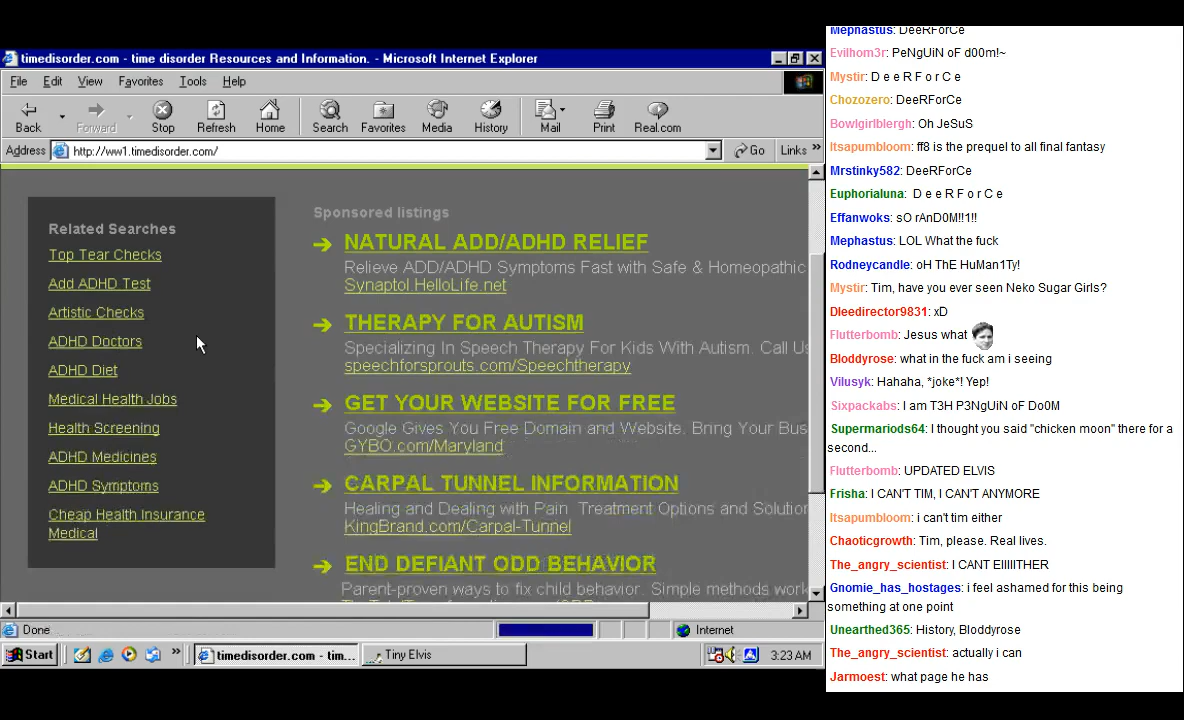 timedisorder.com - time disorder Resources and Information. - Microsoft Internet Explorer
File Edit View Favorites Tools Help
Back Forward Stop Refresh Home Search Favorites Media History Mail Print Real.com
Address http://ww1.timedisorder.com/ Go Links »
Related Searches
Top Tear Checks
Add ADHD Test
Artistic Checks
ADHD Doctors
ADHD Diet
Medical Health Jobs
Health Screening
ADHD Medicines
ADHD Symptoms
Cheap Health Insurance
Medical
Sponsored listings
NATURAL ADD/ADHD RELIEF
Relieve ADD/ADHD Symptoms Fast with Safe & Homeopathic
Synaptol.HelloLife.net
THERAPY FOR AUTISM
Specializing In Speech Therapy For Kids With Autism. Call Us
speechforsprouts.com/Speechtherapy
GET YOUR WEBSITE FOR FREE
Google Gives You Free Domain and Website. Bring Your Bus
GYBO.com/Maryland
CARPAL TUNNEL INFORMATION
Healing and Dealing with Pain Treatment Options and Solution
KingBrand.com/Carpal-Tunnel
END DEFIANT ODD BEHAVIOR
Parent-proven ways to fix child behavior. Simple methods work
Done Internet
Start » timedisorder.com - tim... Tiny Elvis 3:23 AM
Mephastus: DeeRForCe
Evilhom3r: PeNgUiN oF d00m!~
Mystir: D e e R F o r C e
Chozozero: DeeRForCe
Bowlgirlblergh: Oh JeSuS
Itsapumbloom: ff8 is the prequel to all final fantasy
Mrstinky582: DeeRForCe
Euphorialuna: D e e R F o r C e
Effanwoks: sO rAnD0M!!1!!
Mephastus: LOL What the fuck
Rodneycandle: oH ThE HuMan1Ty!
Mystir: Tim, have you ever seen Neko Sugar Girls?
Dleedirector9831: xD
Flutterbomb: Jesus what
Bloddyrose: what in the fuck am i seeing
Vilusyk: Hahaha, *joke*! Yep!
Sixpackabs: I am T3H P3NgUiN oF Do0M
Supermariods64: I thought you said "chicken moon" there for a
second...
Flutterbomb: UPDATED ELVIS
Frisha: I CAN'T TIM, I CAN'T ANYMORE
Itsapumbloom: i can't tim either
Chaoticgrowth: Tim, please. Real lives.
The_angry_scientist: I CANT EIIIIITHER
Gnomie_has_hostages: i feel ashamed for this being
something at one point
Unearthed365: History, Bloddyrose
The_angry_scientist: actually i can
Jarmoest: what page he has